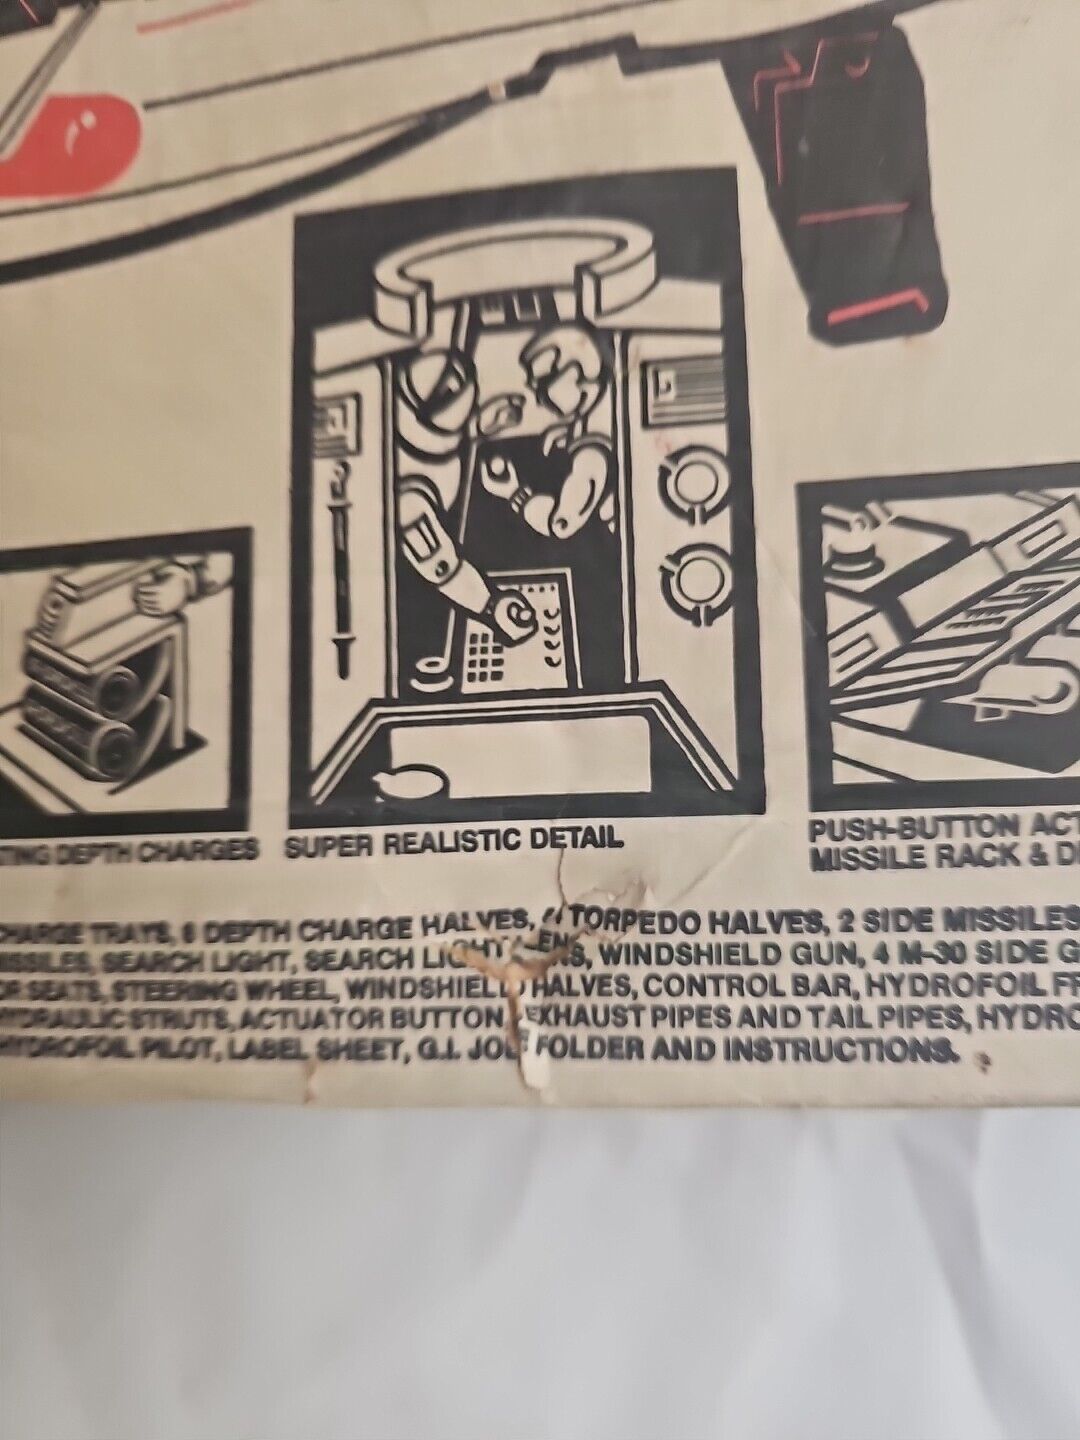 TING DEPTH CHARGES
SUPER REALISTIC DETAIL
PUSH-BUTTON ACT
MISSILE RACK & D
CHARGE TRAYS, 6 DEPTH CHARGE HALVES, TORPEDO HALVES, 2 SIDE MISSILES
MISSILES, SEARCH LIGHT, SEARCH LIGHT LENS, WINDSHIELD GUN, 4 M-30 SIDE G
OR SEATS, STEERING WHEEL, WINDSHIELD HALVES, CONTROL BAR, HYDROFOIL FR
HYDRAULIC STRUTS, ACTUATOR BUTTON, EXHAUST PIPES AND TAIL PIPES, HYDRO
HYDROFOIL PILOT, LABEL SHEET, G.I. JOE FOLDER AND INSTRUCTIONS.